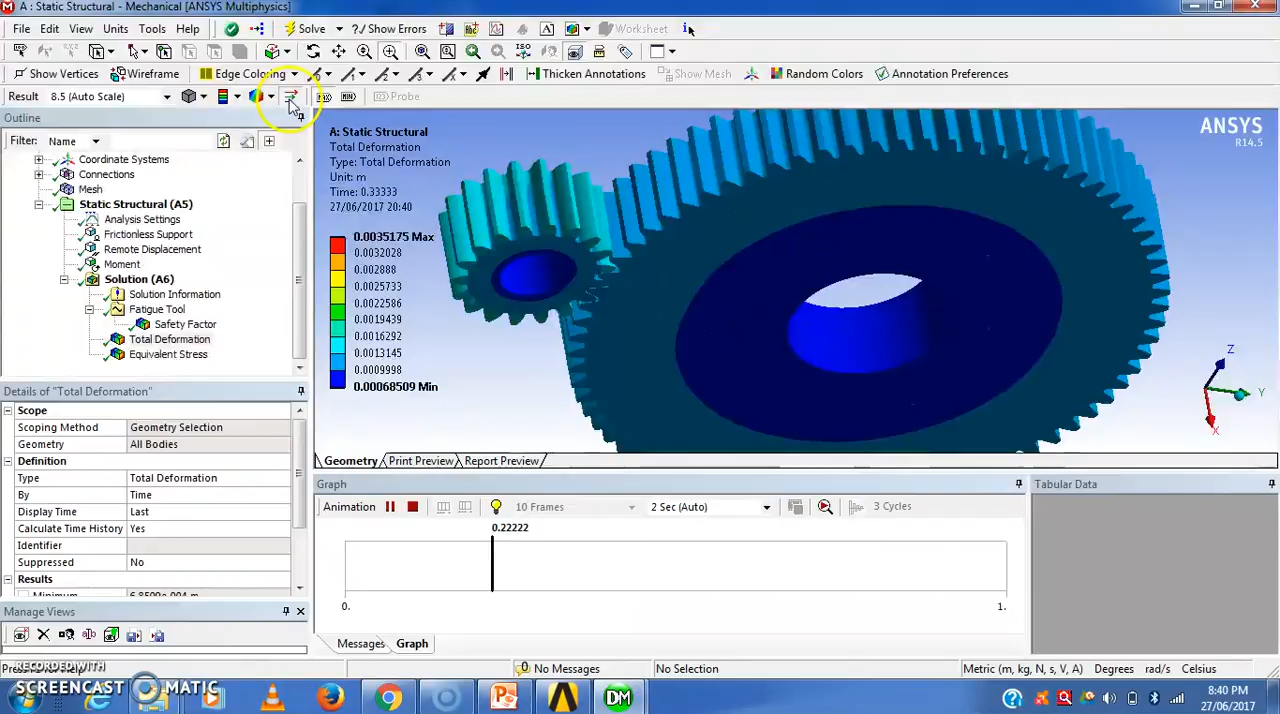 A : Static Structural - Mechanical [ANSYS Multiphysics]
File Edit View Units Tools Help Solve ?/ Show Errors Worksheet
Show Vertices Wireframe Edge Coloring Thicken Annotations Show Mesh Random Colors Annotation Preferences
Result 8.5 (Auto Scale) Probe
Outline
Filter: Name
Coordinate Systems
Connections
Mesh
Static Structural (A5)
Analysis Settings
Frictionless Support
Remote Displacement
Moment
Solution (A6)
Solution Information
Fatigue Tool
Safety Factor
Total Deformation
Equivalent Stress
Details of "Total Deformation"
Scope
Scoping Method Geometry Selection
Geometry All Bodies
Definition
Type Total Deformation
By Time
Display Time Last
Calculate Time History Yes
Identifier
Suppressed No
Results
Manage Views
A: Static Structural
Total Deformation
Type: Total Deformation
Unit: m
Time: 0.33333
27/06/2017 20:40
0.0035175 Max
0.0032028
0.002888
0.0025733
0.0022586
0.0019439
0.0016292
0.0013145
0.0009998
0.00068509 Min
ANSYS
R14.5
Z
Y
X
Geometry Print Preview Report Preview
Graph
Animation 10 Frames 2 Sec (Auto) 3 Cycles
0.22222
0. 1.
Messages Graph
Tabular Data
No Messages No Selection Metric (m, kg, N, s, V, A) Degrees rad/s Celsius
RECORDED WITH
SCREENCAST MATIC
8:40 PM
27/06/2017